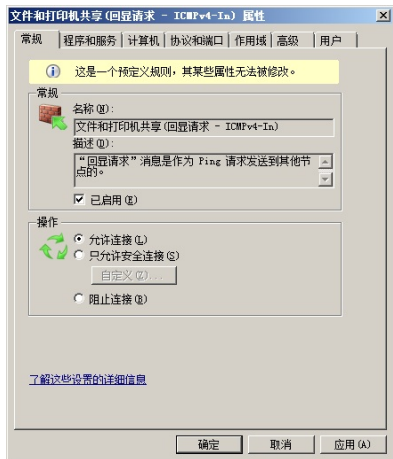 文件和打印机共享(回显请求 - ICMPv4-In) 属性
常规 程序和服务 计算机 协议和端口 作用域 高级 用户
这是一个预定义规则,其某些属性无法被修改。
常规
名称(N):
文件和打印机共享(回显请求 - ICMPv4-In)
描述(D):
“回显请求”消息是作为 Ping 请求发送到其他节
点的。
已启用(E)
操作
允许连接(L)
只允许安全连接(S)
自定义(Z)...
阻止连接(B)
了解这些设置的详细信息
确定 取消 应用(A)